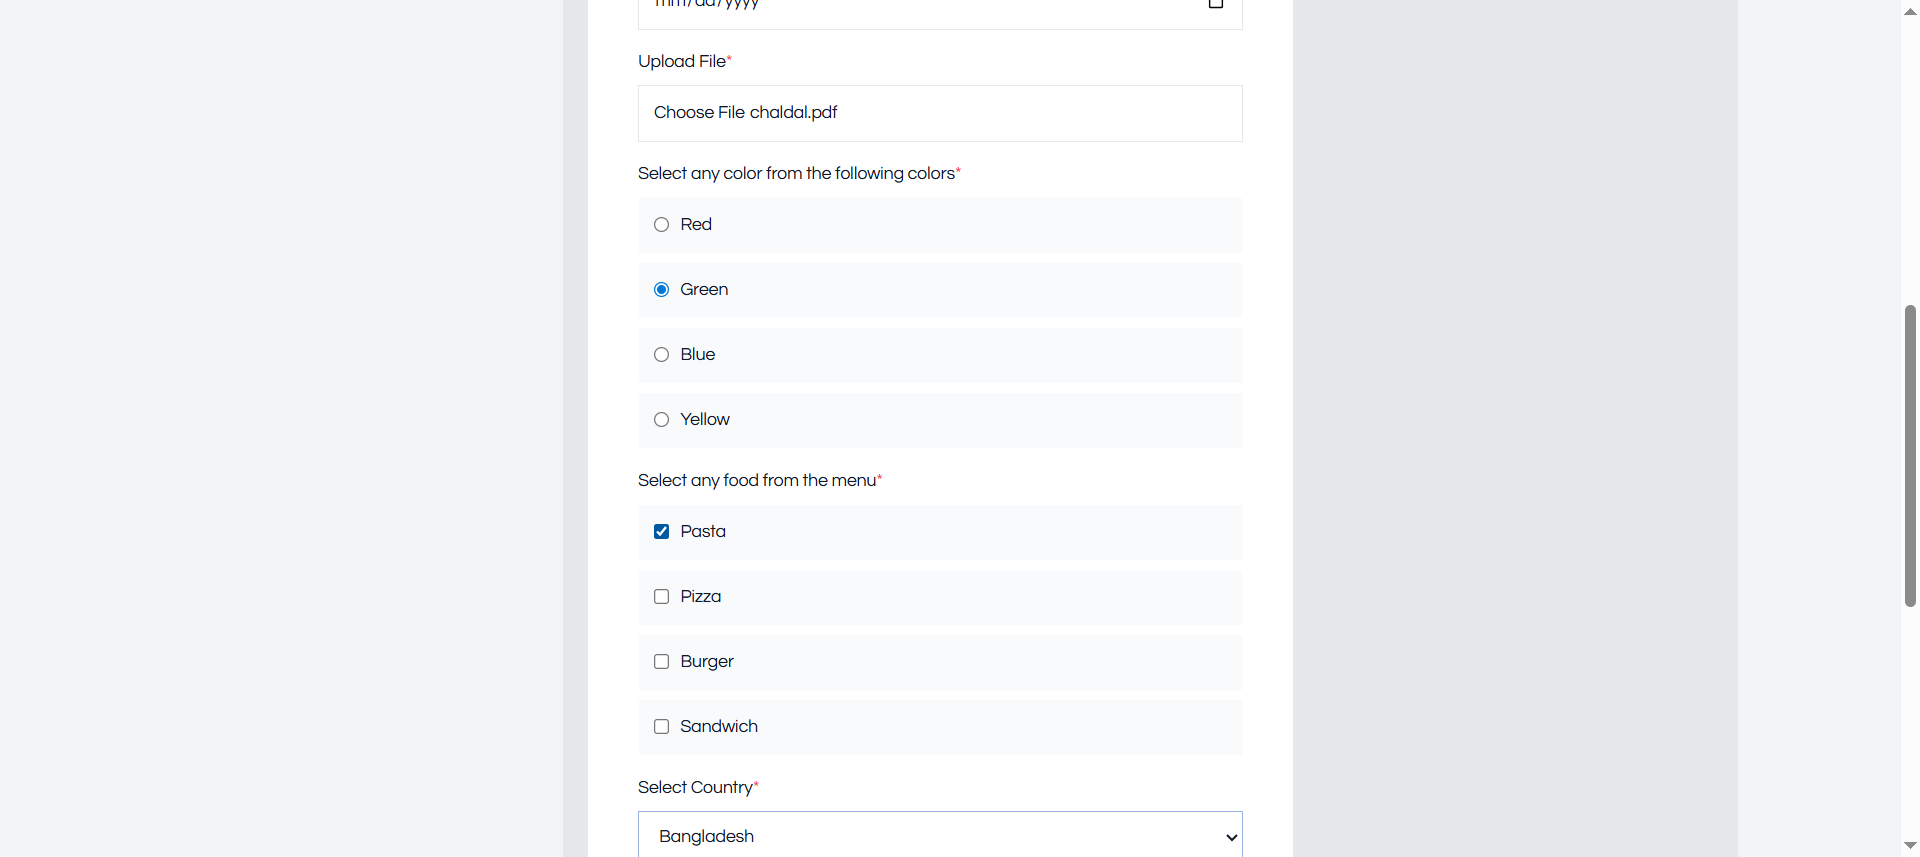 mm/dd/yyyy
Upload File*
Choose File chaldal.pdf
Select any color from the following colors*
Red
Green
Blue
Yellow
Select any food from the menu*
Pasta
Pizza
Burger
Sandwich
Select Country*
Bangladesh